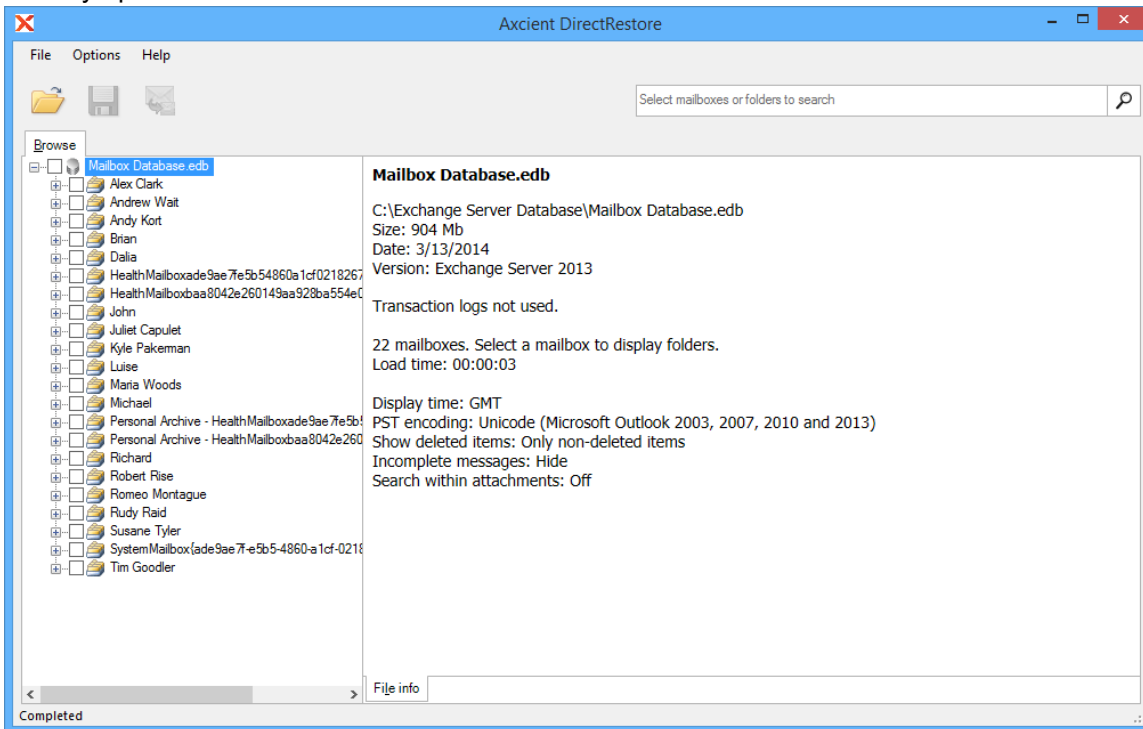 Axcient DirectRestore
File Options Help
Select mailboxes or folders to search
Browse
Mailbox Database.edb
Alex Clark
Andrew Wait
Andy Kort
Brian
Dalia
HealthMailboxade9ae7fe5b54860a1cf0218267
HealthMailboxbaa8042e260149aa928ba554e0
John
Juliet Capulet
Kyle Pakerman
Luise
Maria Woods
Michael
Personal Archive - HealthMailboxade9ae7fe5b5
Personal Archive - HealthMailboxbaa8042e260
Richard
Robert Rise
Romeo Montague
Rudy Raid
Susane Tyler
SystemMailbox{ade9ae7f-e5b5-4860-a1cf-0218
Tim Goodler
Mailbox Database.edb
C:\Exchange Server Database\Mailbox Database.edb
Size: 904 Mb
Date: 3/13/2014
Version: Exchange Server 2013
Transaction logs not used.
22 mailboxes. Select a mailbox to display folders.
Load time: 00:00:03
Display time: GMT
PST encoding: Unicode (Microsoft Outlook 2003, 2007, 2010 and 2013)
Show deleted items: Only non-deleted items
Incomplete messages: Hide
Search within attachments: Off
File info
Completed